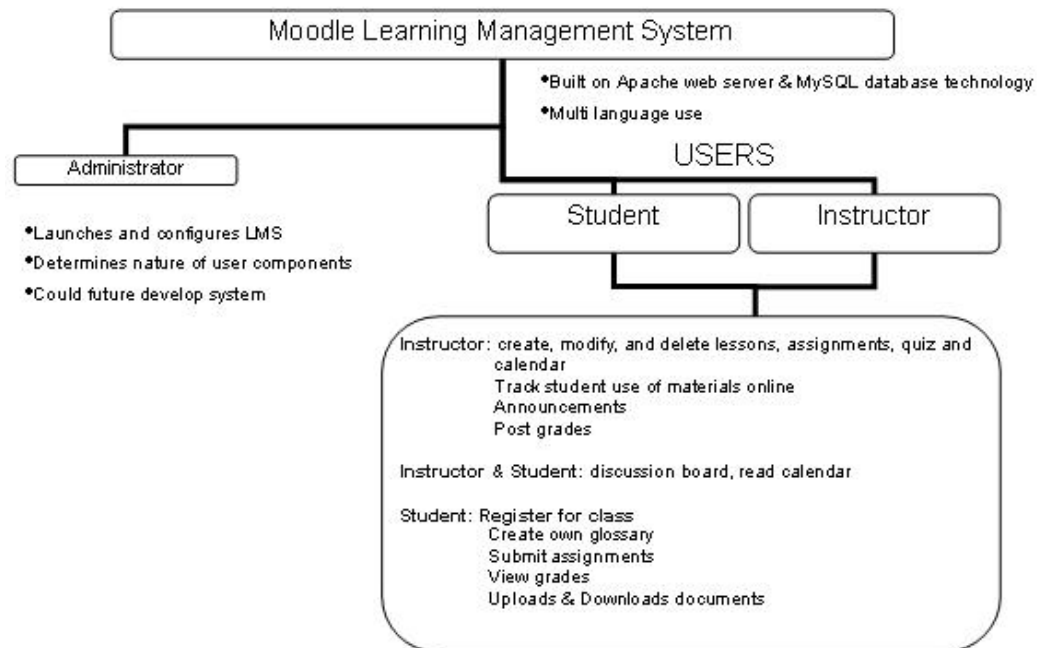 Moodle Learning Management System
•Built on Apache web server & MySQL database technology
•Multi language use
Administrator
USERS
Student
Instructor
•Launches and configures LMS
•Determines nature of user components
•Could future develop system
Instructor: create, modify, and delete lessons, assignments, quiz and
calendar
Track student use of materials online
Announcements
Post grades
Instructor & Student: discussion board, read calendar
Student: Register for class
Create own glossary
Submit assignments
View grades
Uploads & Downloads documents